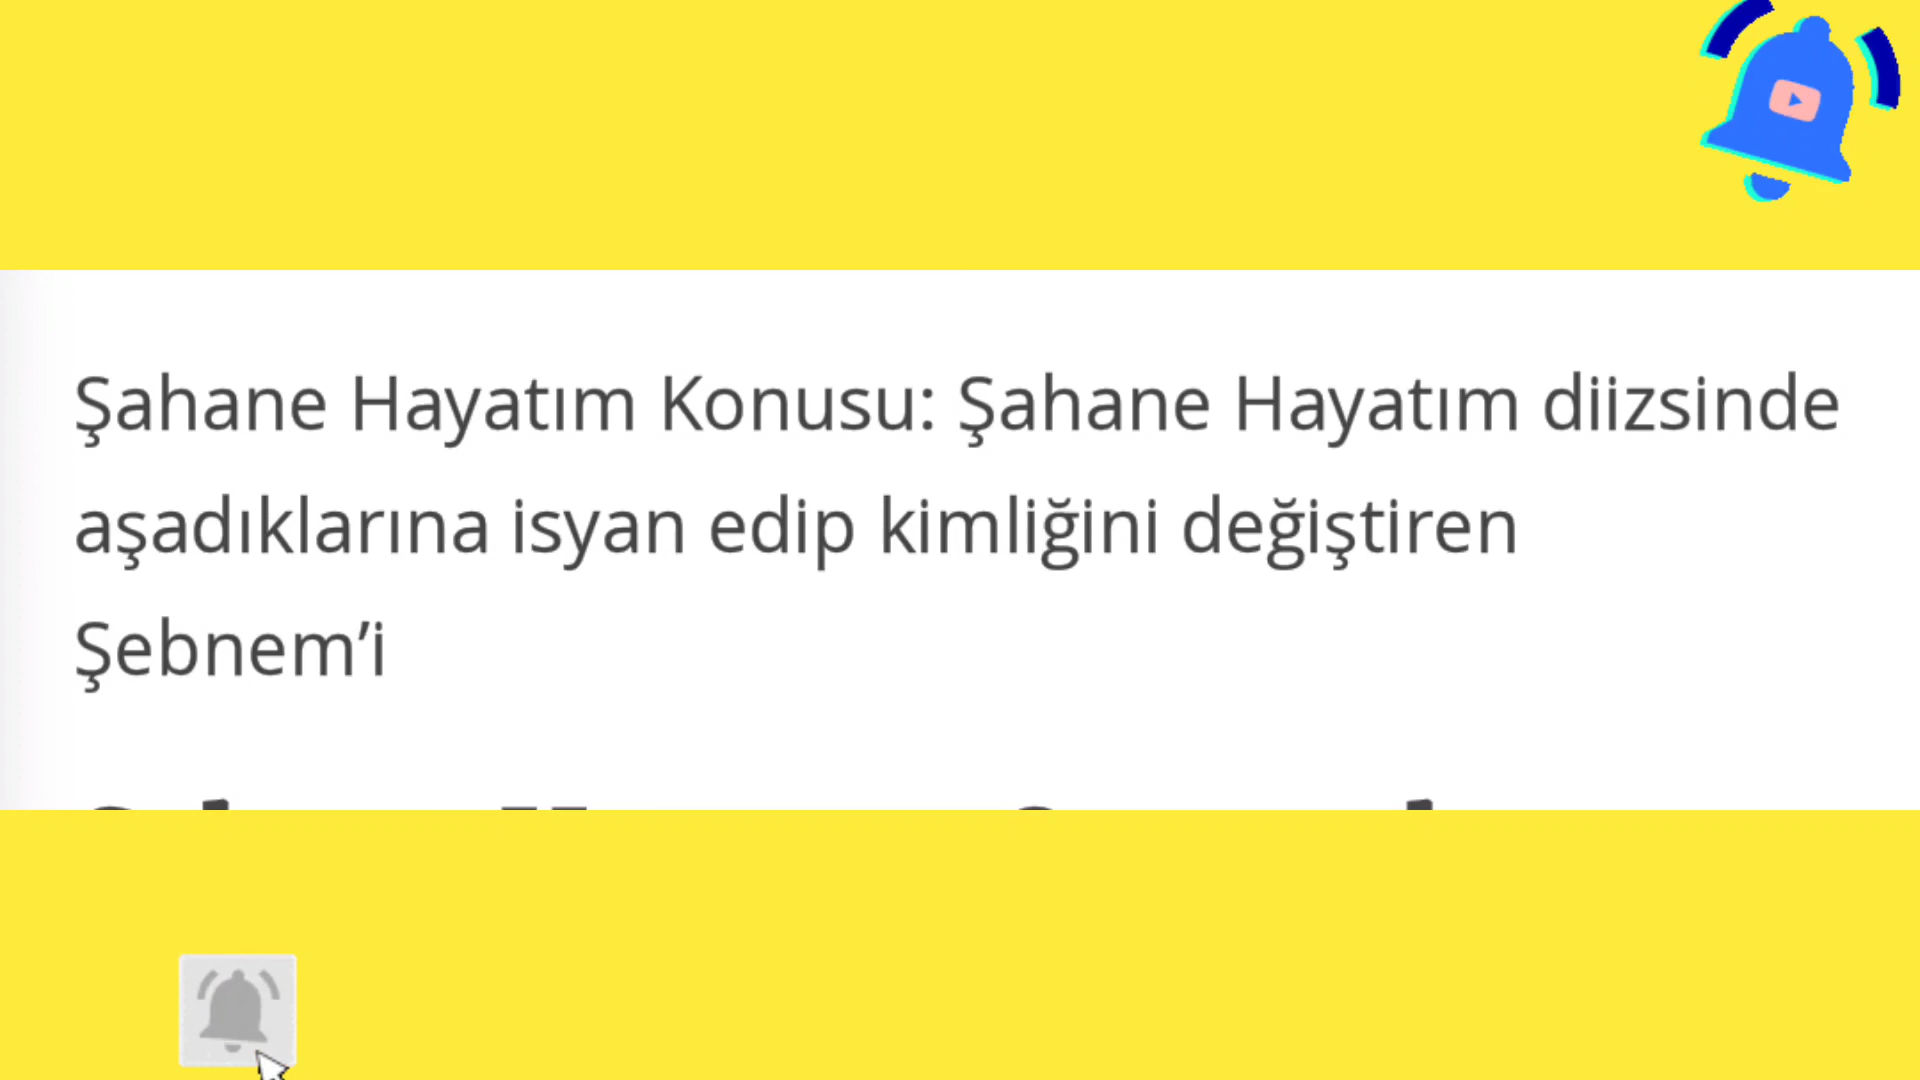 Şahane Hayatım Konusu: Şahane Hayatım diizsinde
aşadıklarına isyan edip kimliğini değiştiren
Şebnem’i